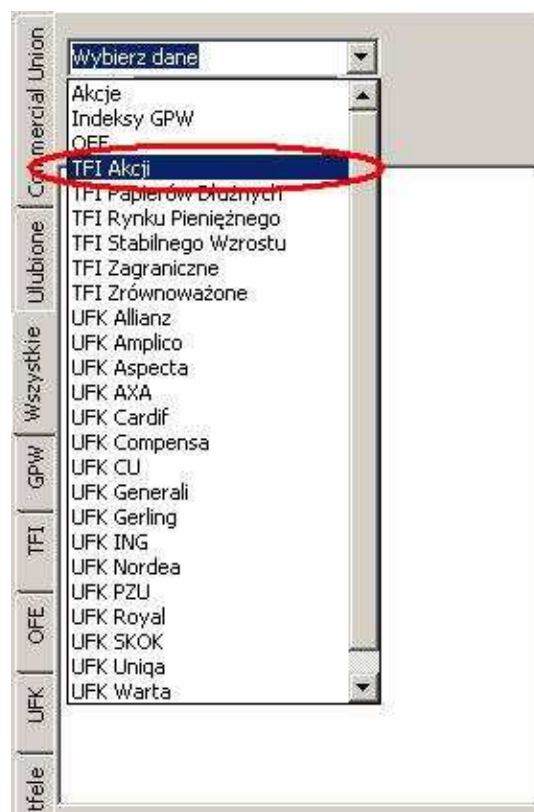 Wybierz dane
Akcje
Indeksy GPW
OFE
TFI Akcji
TFI Papierów Dłużnych
TFI Rynku Pieniężnego
TFI Stabilnego Wzrostu
TFI Zagraniczne
TFI Zrównoważone
UFK Allianz
UFK Amplico
UFK Aspecta
UFK AXA
UFK Cardif
UFK Compensa
UFK CU
UFK Generali
UFK Gerling
UFK ING
UFK Nordea
UFK PZU
UFK Royal
UFK SKOK
UFK Uniqa
UFK Warta
Commercial Union
Ulubione
Wszystkie
GPW
TFI
OFE
UFK
tfele